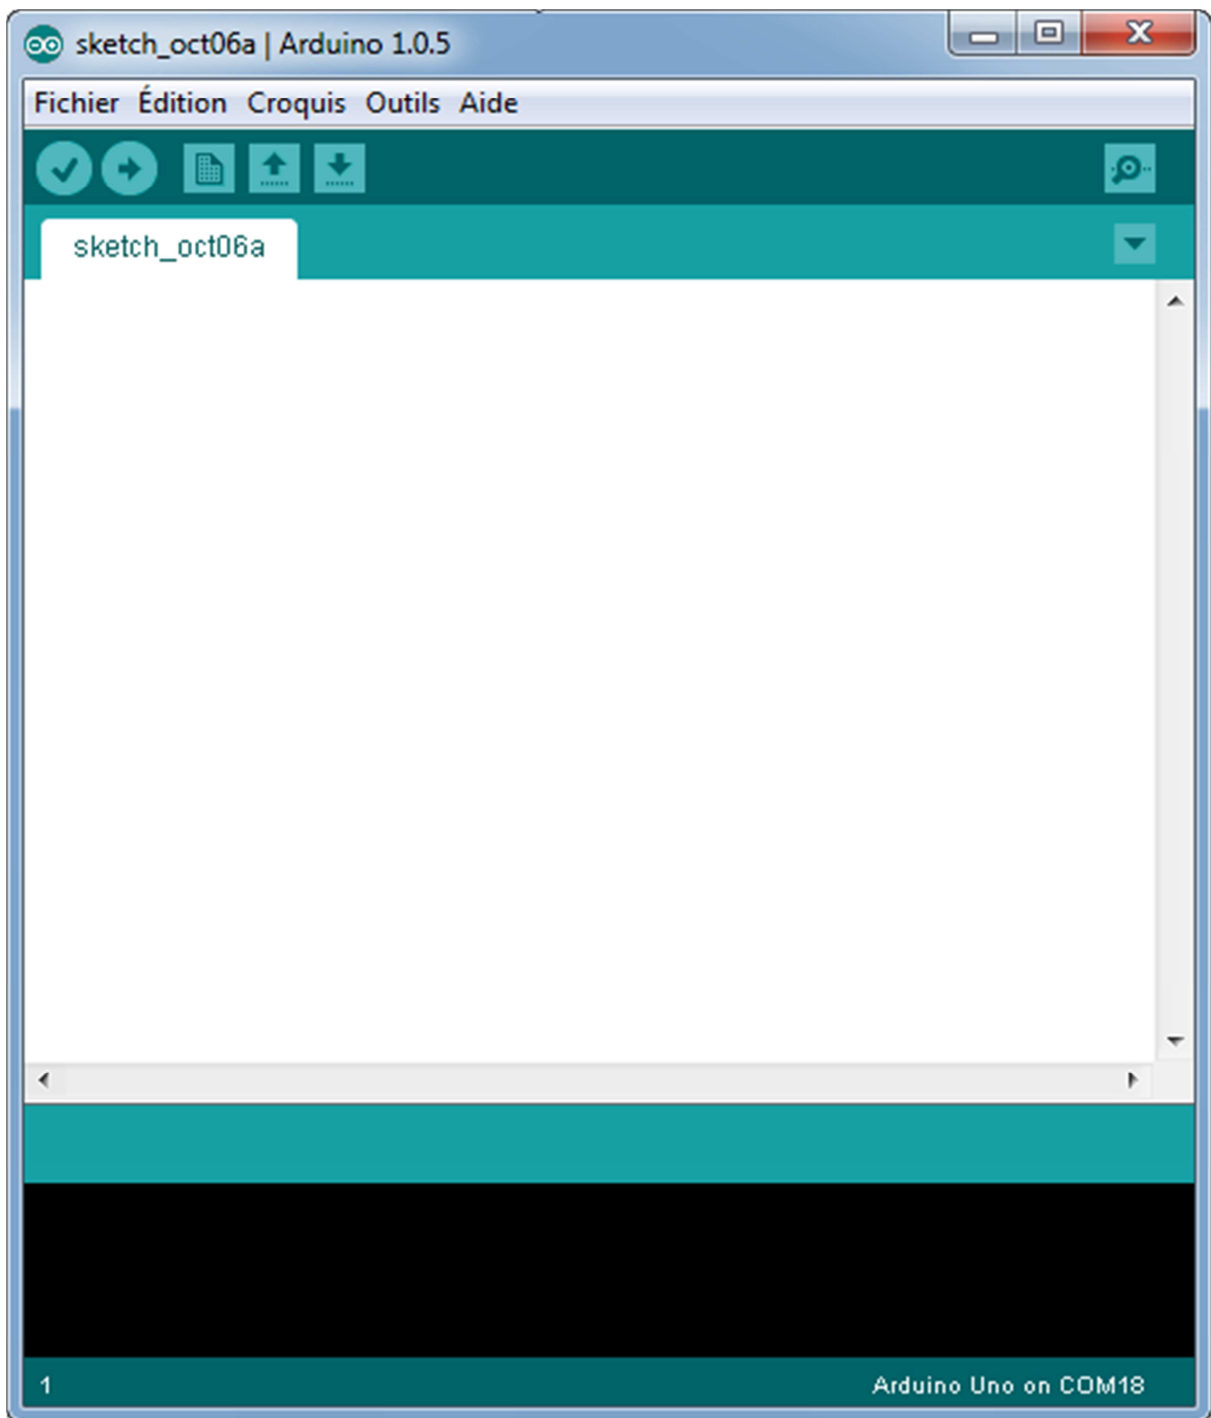 sketch_oct06a | Arduino 1.0.5
Fichier Édition Croquis Outils Aide
sketch_oct06a
1 Arduino Uno on COM18